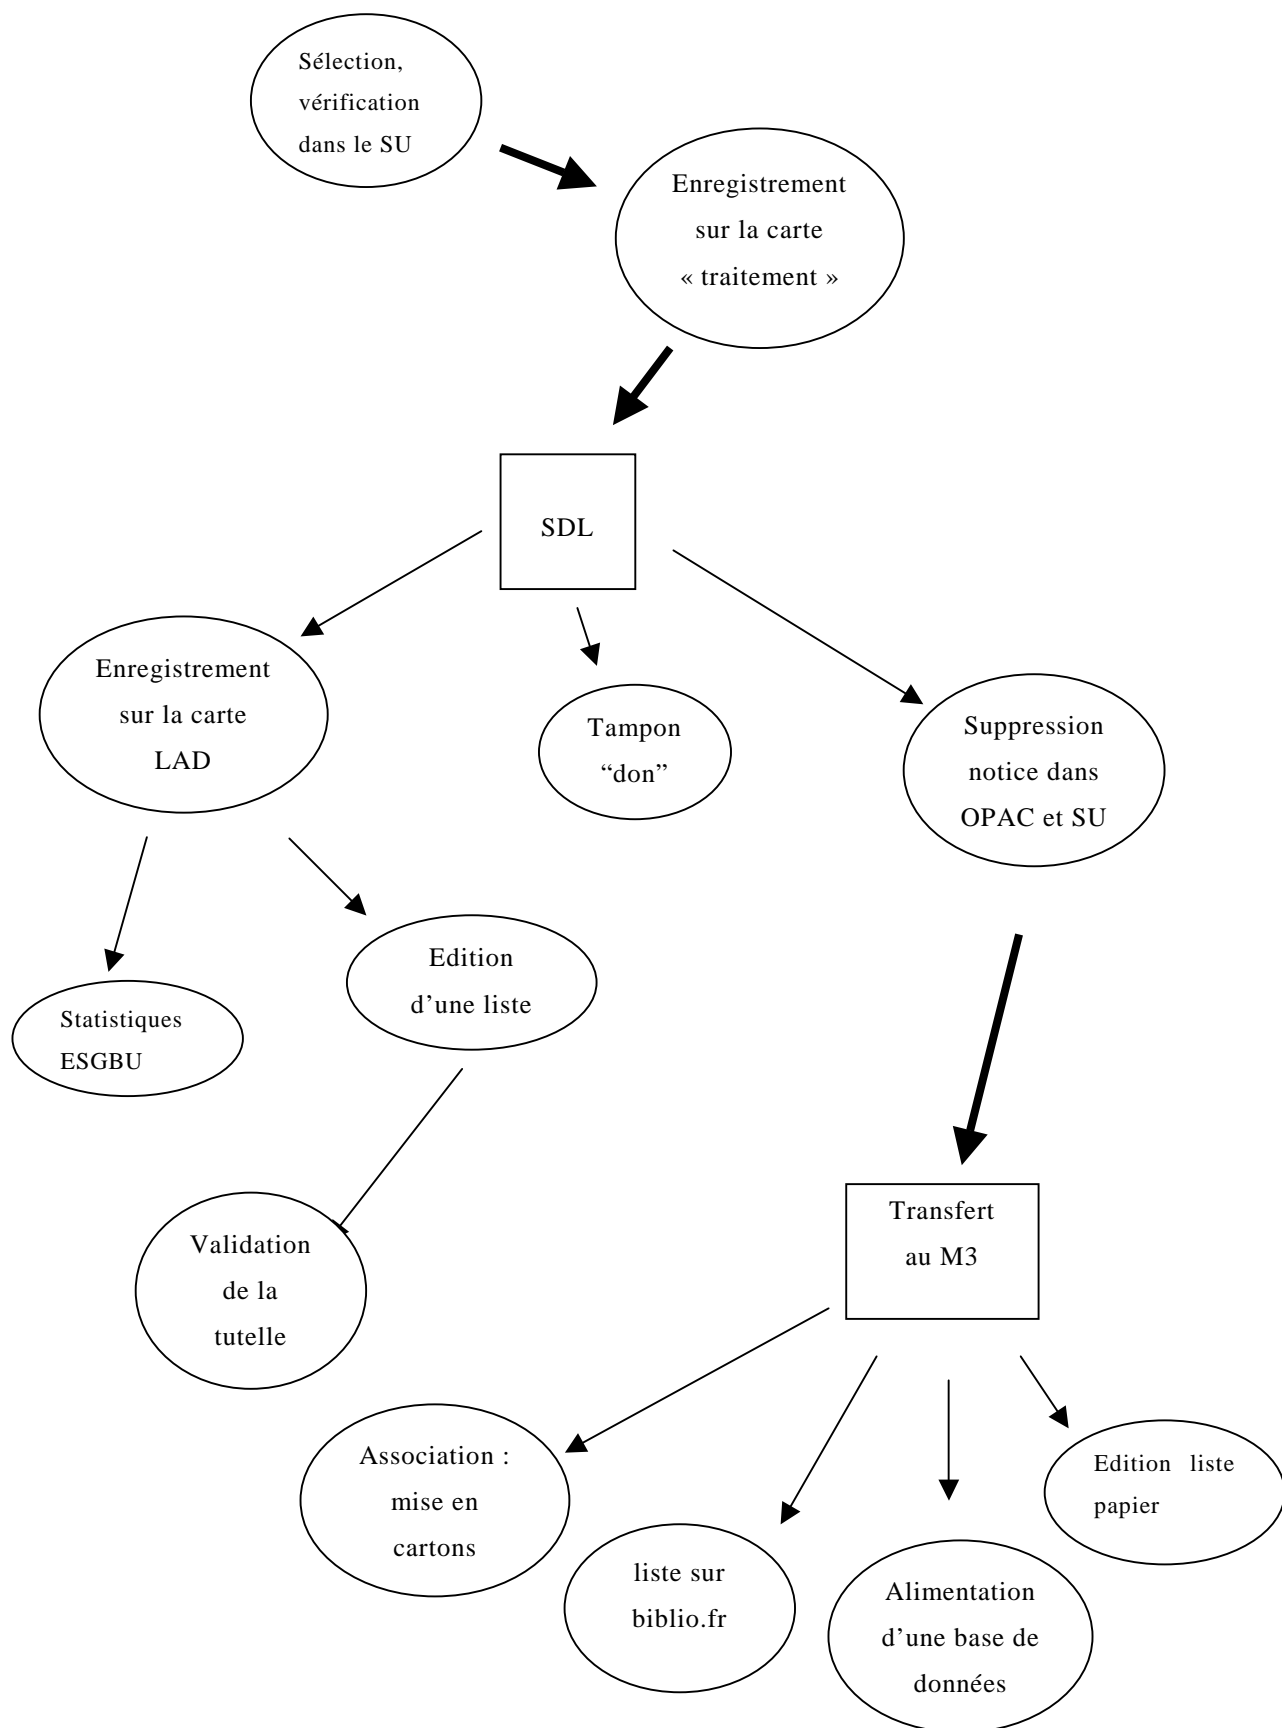 Sélection,
vérification
dans le SU
Enregistrement
sur la carte
« traitement »
SDL
Enregistrement
sur la carte
LAD
Tampon
“don”
Suppression
notice dans
OPAC et SU
Statistiques
ESGBU
Edition
d’une liste
Validation
de la
tutelle
Transfert
au M3
Association :
mise en
cartons
liste sur
biblio.fr
Alimentation
d’une base de
données
Edition liste
papier